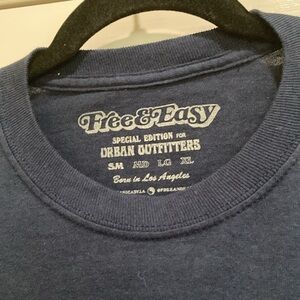 Free&Easy
SPECIAL EDITION FOR
URBAN OUTFITTERS
SM MD LG XL
Born in Los Angeles